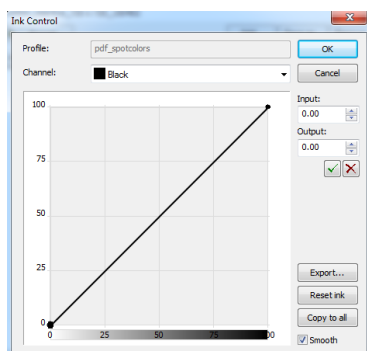 Ink Control
Profile:
pdf_spotcolors
OK
Channel:
Black
Cancel
Input:
0.00
Output:
0.00
100
75
50
25
0
0 25 50 75 00
Export...
Reset ink
Copy to all
Smooth